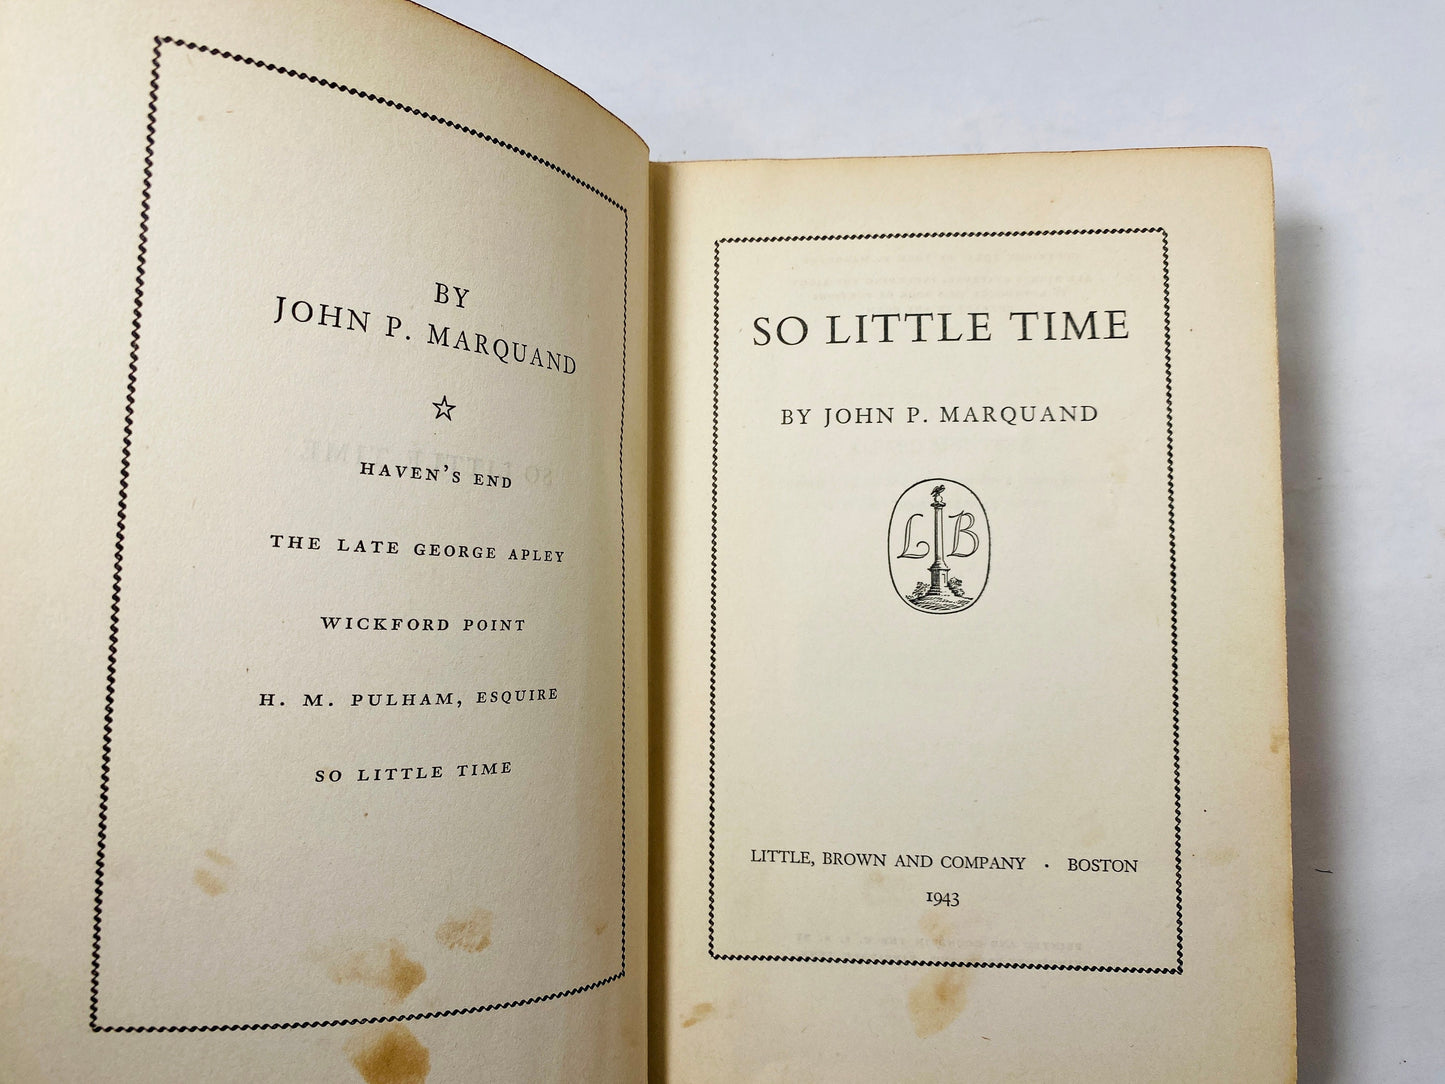 BY
JOHN P. MARQUAND
HAVEN'S END
THE LATE GEORGE APLEY
WICKFORD POINT
H. M. PULHAM, ESQUIRE
SO LITTLE TIME
SO LITTLE TIME
BY JOHN P. MARQUAND
L B
LITTLE, BROWN AND COMPANY · BOSTON
1943